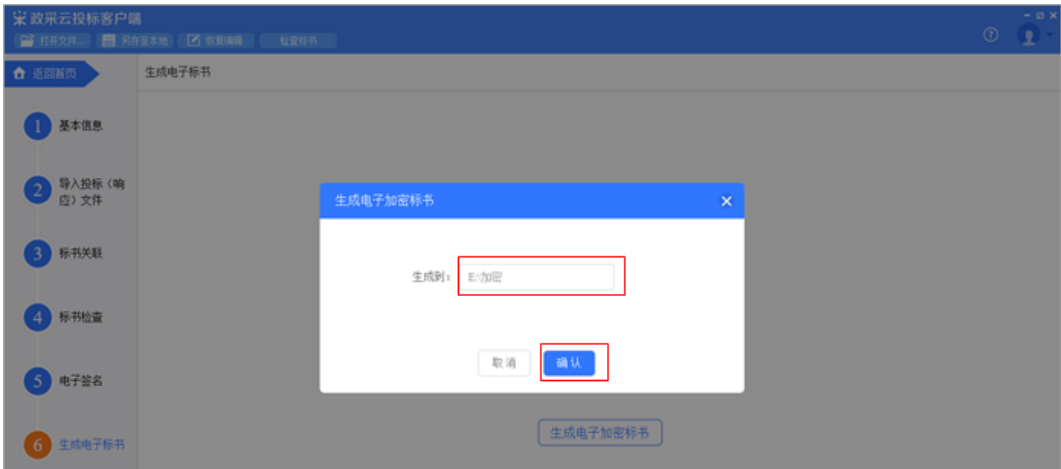 政采云投标客户端
打开文件... 另存至本地 恢复编辑 检查标书
返回首页
生成电子标书
1 基本信息
2 导入投标（响
应）文件
3 标书关联
4 标书检查
5 电子签名
6 生成电子标书
生成电子加密标书
生成到： E:\加密
取消 确认
生成电子加密标书